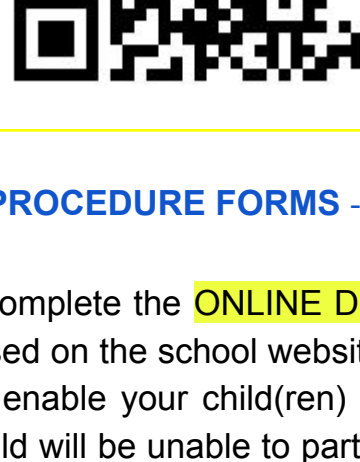 PROCEDURE FORMS -
omplete the ONLINE D
sed on the school websit
enable your child(ren)
ld will be unable to part